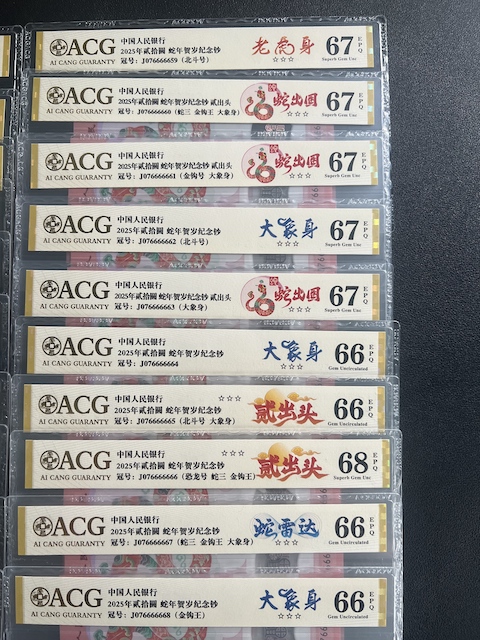 ACG
AI CANG GUARANTY
中国人民银行
2025年贰拾圆 蛇年贺岁纪念钞
冠号: J076666659 (北斗号)
老虎身
☆☆☆
67 EPQ
Superb Gem Unc
ACG
AI CANG GUARANTY
中国人民银行
2025年贰拾圆 蛇年贺岁纪念钞 贰出头
冠号: J076666660 (蛇三 金钩王 大象身)
蛇出圆
☆☆☆
67 EPQ
Superb Gem Unc
ACG
AI CANG GUARANTY
中国人民银行
2025年贰拾圆 蛇年贺岁纪念钞 贰出头
冠号: J076666661 (金钩号 大象身)
蛇出圆
☆☆☆
67 EPQ
Superb Gem Unc
ACG
AI CANG GUARANTY
中国人民银行
2025年贰拾圆 蛇年贺岁纪念钞
冠号: J076666662 (北斗号)
大象身
☆☆☆
67 EPQ
Superb Gem Unc
ACG
AI CANG GUARANTY
中国人民银行
2025年贰拾圆 蛇年贺岁纪念钞 贰出头
冠号: J076666663 (大象身)
蛇出圆
☆☆☆
67 EPQ
Superb Gem Unc
ACG
AI CANG GUARANTY
中国人民银行
2025年贰拾圆 蛇年贺岁纪念钞
冠号: J076666664
大象身
☆☆☆
66 EPQ
Gem Uncirculated
ACG
AI CANG GUARANTY
中国人民银行
☆☆☆
2025年贰拾圆 蛇年贺岁纪念钞
冠号: J076666665 (北斗号 大象身)
贰出头
66 EPQ
Gem Uncirculated
ACG
AI CANG GUARANTY
中国人民银行
☆☆☆
2025年贰拾圆 蛇年贺岁纪念钞
冠号: J076666666 (恐龙号 蛇三 金钩王)
贰出头
68 EPQ
Superb Gem Unc
ACG
AI CANG GUARANTY
中国人民银行
2025年贰拾圆 蛇年贺岁纪念钞
冠号: J076666667 (蛇三 金钩王 大象身)
蛇雷达
☆☆☆
66 EPQ
Gem Uncirculated
ACG
AI CANG GUARANTY
中国人民银行
2025年贰拾圆 蛇年贺岁纪念钞
冠号: J076666668 (金钩王)
大象身
☆☆☆
66 EPQ
Gem Uncirculated